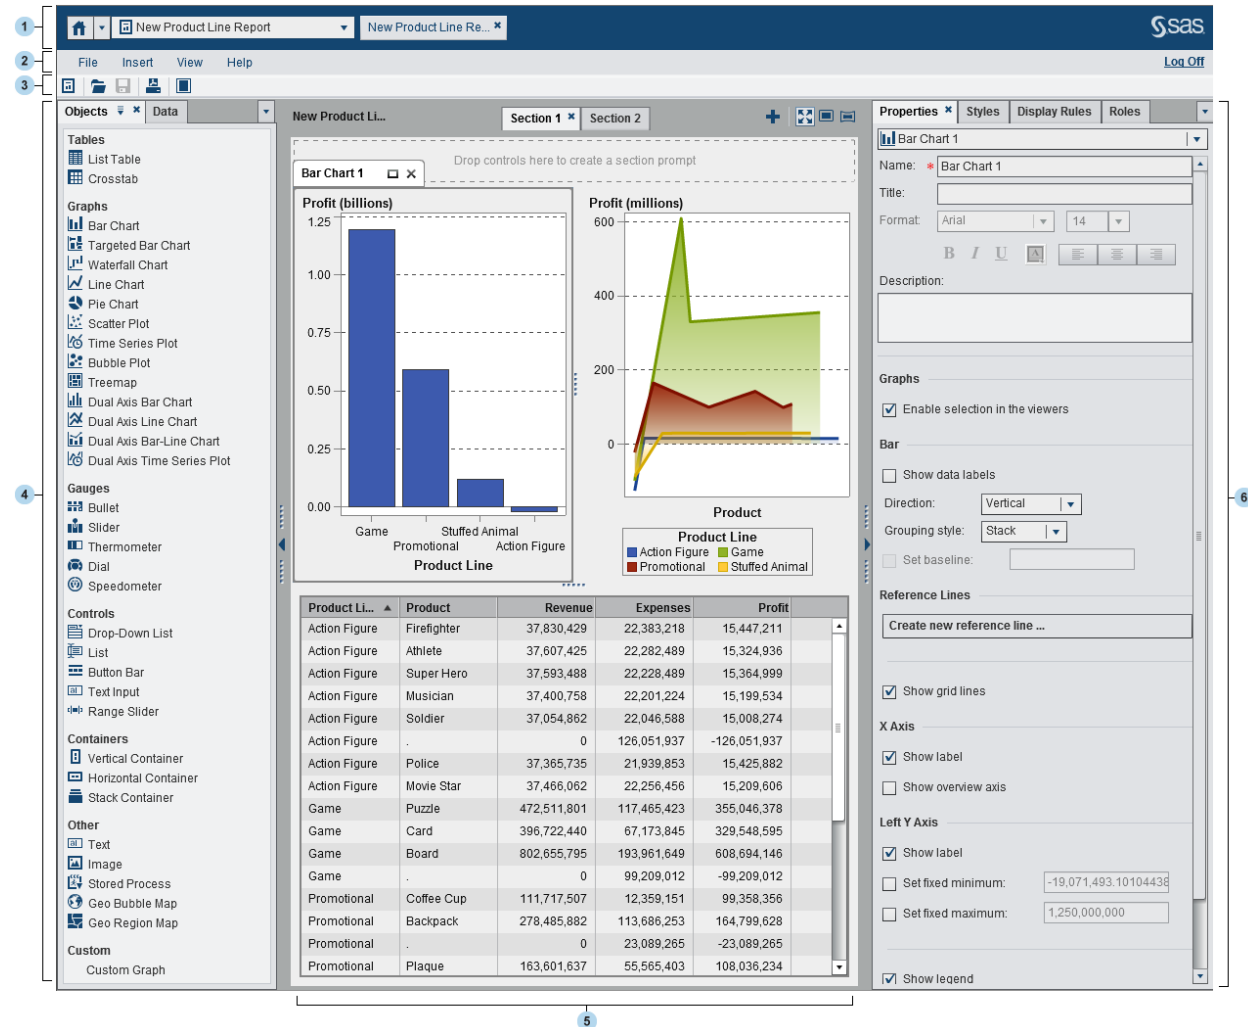 1
New Product Line Report
New Product Line Re...
sas
2
File Insert View Help
Log Off
3
4
Objects Data
Tables
List Table
Crosstab
Graphs
Bar Chart
Targeted Bar Chart
Waterfall Chart
Line Chart
Pie Chart
Scatter Plot
Time Series Plot
Bubble Plot
Treemap
Dual Axis Bar Chart
Dual Axis Line Chart
Dual Axis Bar-Line Chart
Dual Axis Time Series Plot
Gauges
Bullet
Slider
Thermometer
Dial
Speedometer
Controls
Drop-Down List
List
Button Bar
Text Input
Range Slider
Containers
Vertical Container
Horizontal Container
Stack Container
Other
Text
Image
Stored Process
Geo Bubble Map
Geo Region Map
Custom
Custom Graph
New Product Li...
Section 1 Section 2
Drop controls here to create a section prompt
Bar Chart 1
Profit (billions)
1.25
1.00
0.75
0.50
0.25
0.00
Game Stuffed Animal
Promotional Action Figure
Product Line
Profit (millions)
600
400
200
0
Product
Product Line
Action Figure Game
Promotional Stuffed Animal
Product Li... Product Revenue Expenses Profit
Action Figure Firefighter 37,830,429 22,383,218 15,447,211
Action Figure Athlete 37,607,425 22,282,489 15,324,936
Action Figure Super Hero 37,593,488 22,228,489 15,364,999
Action Figure Musician 37,400,758 22,201,224 15,199,534
Action Figure Soldier 37,054,862 22,046,588 15,008,274
Action Figure . 0 126,051,937 -126,051,937
Action Figure Police 37,365,735 21,939,853 15,425,882
Action Figure Movie Star 37,466,062 22,256,456 15,209,606
Game Puzzle 472,511,801 117,465,423 355,046,378
Game Card 396,722,440 67,173,845 329,548,595
Game Board 802,655,795 193,961,649 608,694,146
Game . 0 99,209,012 -99,209,012
Promotional Coffee Cup 111,717,507 12,359,151 99,358,356
Promotional Backpack 278,485,882 113,686,253 164,799,628
Promotional . 0 23,089,265 -23,089,265
Promotional Plaque 163,601,637 55,565,403 108,036,234
5
Properties Styles Display Rules Roles
Bar Chart 1
Name: * Bar Chart 1
Title:
Format: Arial 14
B I U A
Description:
Graphs
Enable selection in the viewers
Bar
Show data labels
Direction: Vertical
Grouping style: Stack
Set baseline:
Reference Lines
Create new reference line ...
Show grid lines
X Axis
Show label
Show overview axis
Left Y Axis
Show label
Set fixed minimum: -19,071,493.10104438
Set fixed maximum: 1,250,000,000
Show legend
6